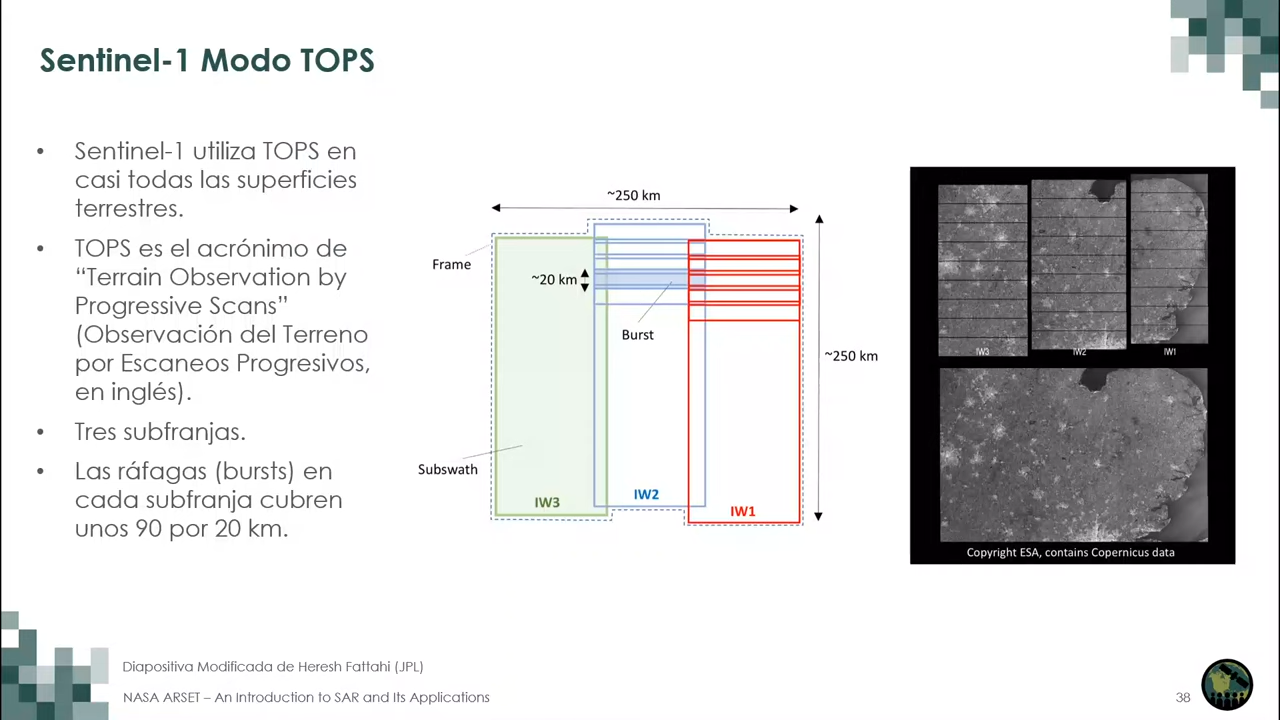 Sentinel-1 Modo TOPS
• Sentinel-1 utiliza TOPS en
casi todas las superficies
terrestres.
• TOPS es el acrónimo de
“Terrain Observation by
Progressive Scans”
(Observación del Terreno
por Escaneos Progresivos,
en inglés).
• Tres subfranjas.
• Las ráfagas (bursts) en
cada subfranja cubren
unos 90 por 20 km.
~250 km
Frame
~20 km
Burst
~250 km
Subswath
IW3
IW2
IW1
IW3
IW2
IW1
Copyright ESA, contains Copernicus data
Diapositiva Modificada de Heresh Fattahi (JPL)
NASA ARSET – An Introduction to SAR and Its Applications
38